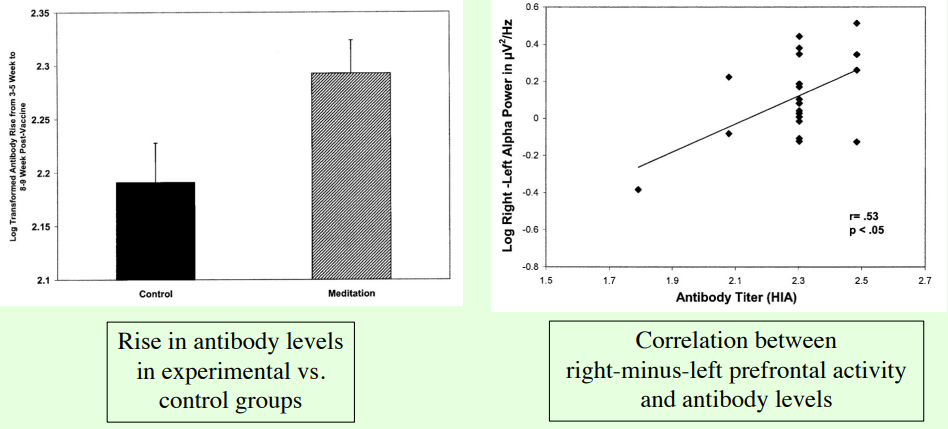 2.35
2.3
2.25
2.2
2.15
2.1
Log Transformed Antibody Rise from 3-5 Week to
8-9 Week Post-Vaccine
Control
Meditation
Rise in antibody levels
in experimental vs.
control groups
0.6
0.4
0.2
0
-0.2
-0.4
-0.6
-0.8
Log Right -Left Alpha Power in µV²/Hz
r= .53
p < .05
1.5
1.7
1.9
2.1
2.3
2.5
2.7
Antibody Titer (HIA)
Correlation between
right-minus-left prefrontal activity
and antibody levels